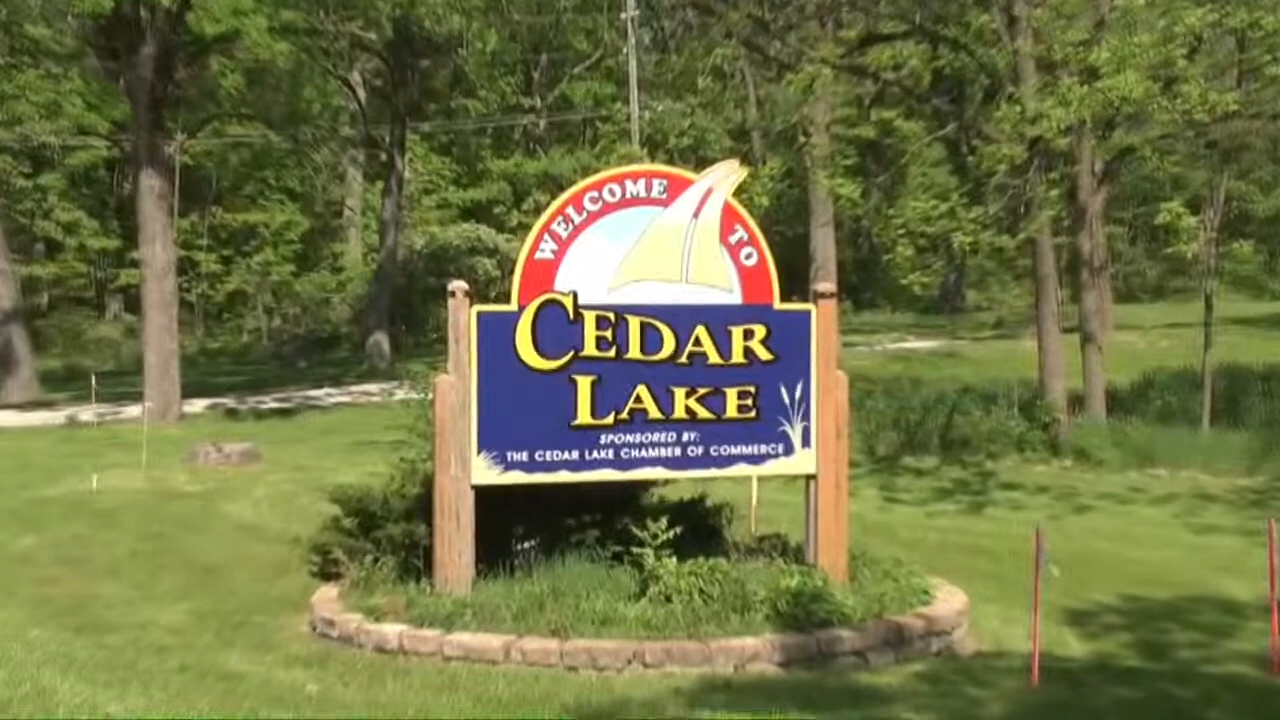 WELCOME TO
CEDAR
LAKE
SPONSORED BY:
THE CEDAR LAKE CHAMBER OF COMMERCE